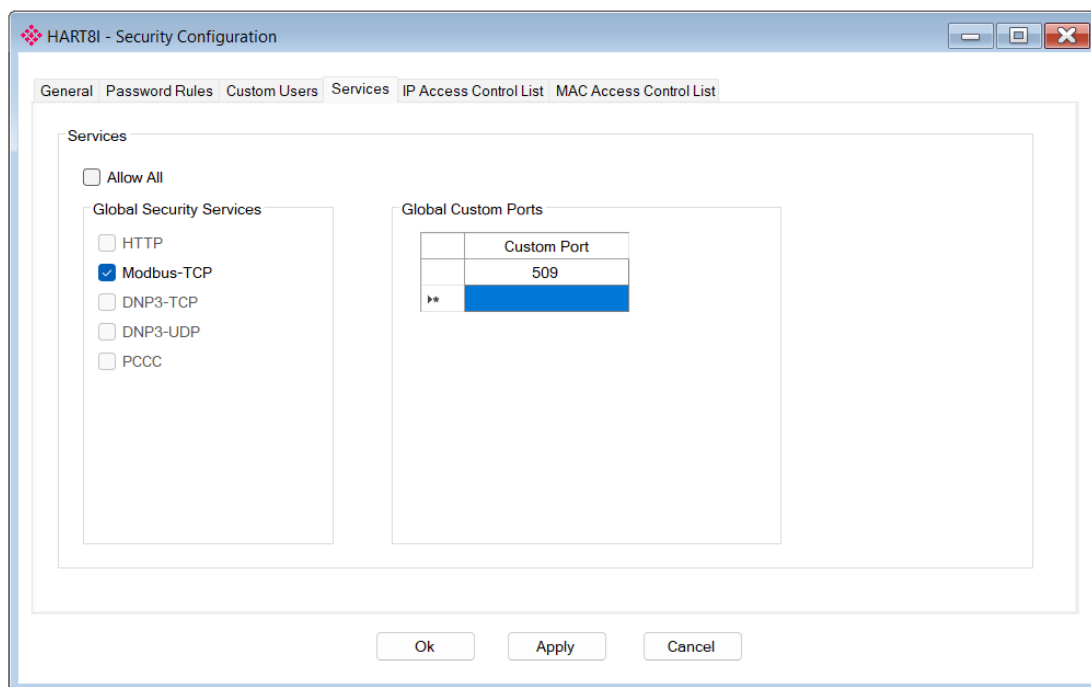 HART8I - Security Configuration
General Password Rules Custom Users Services IP Access Control List MAC Access Control List
Services
Allow All
Global Security Services
HTTP
Modbus-TCP
DNP3-TCP
DNP3-UDP
PCCC
Global Custom Ports
Custom Port
509
Ok Apply Cancel